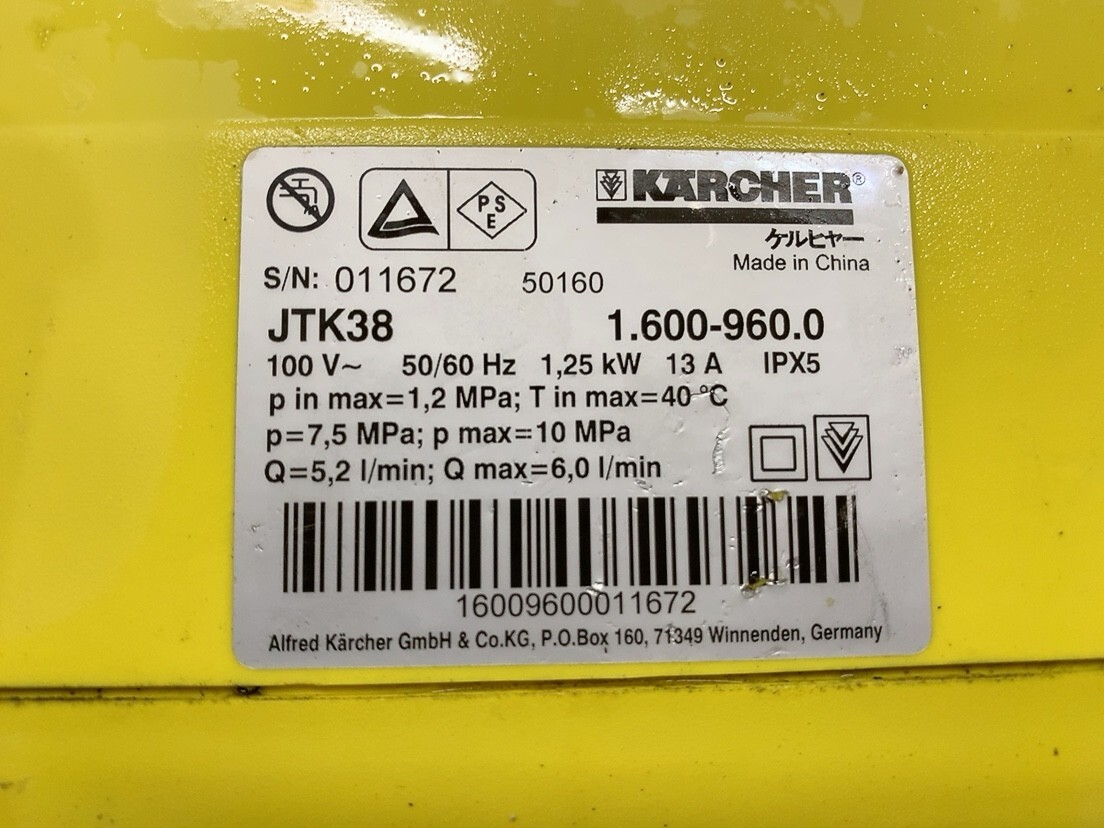 PS
E
KÄRCHER®
ケルヒャー
Made in China
S/N: 011672 50160
JTK38 1.600-960.0
100 V~ 50/60 Hz 1,25 kW 13 A IPX5
p in max=1,2 MPa; T in max=40 °C
p=7,5 MPa; p max=10 MPa
Q=5,2 l/min; Q max=6,0 l/min
16009600011672
Alfred Kärcher GmbH & Co.KG, P.O.Box 160, 71349 Winnenden, Germany